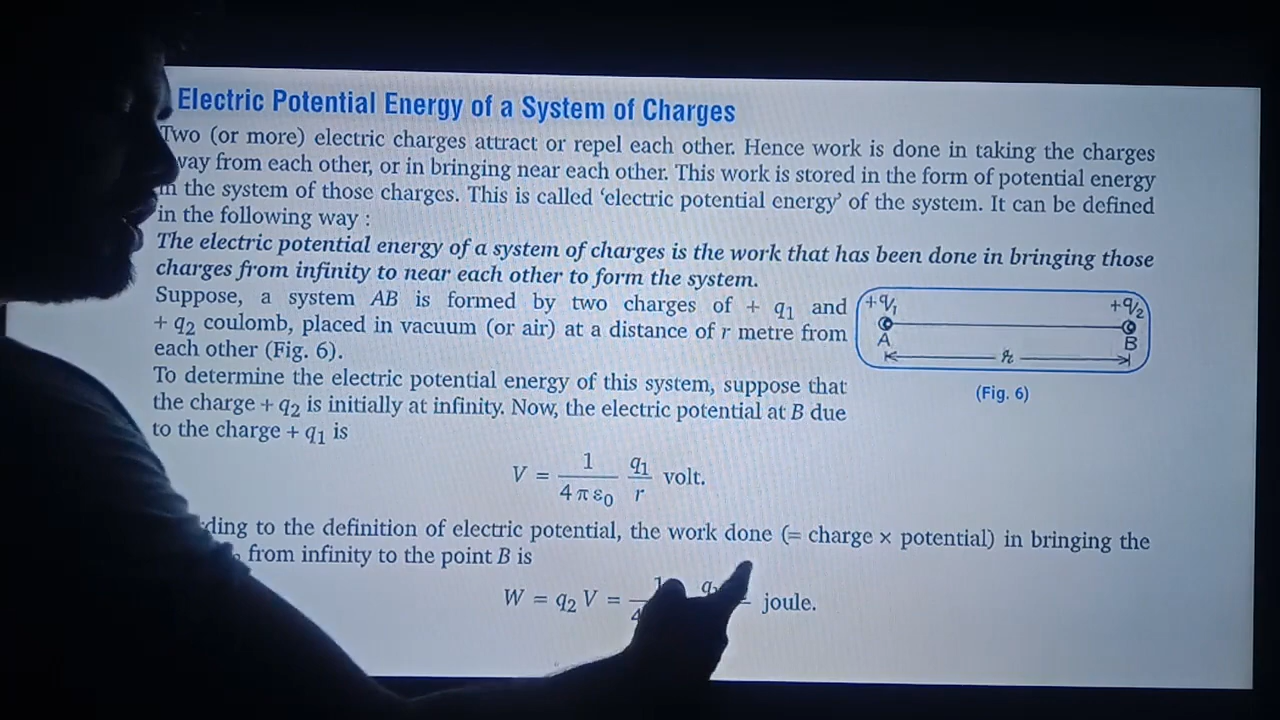 Electric Potential Energy of a System of Charges
Two (or more) electric charges attract or repel each other. Hence work is done in taking the charges
way from each other, or in bringing near each other. This work is stored in the form of potential energy
in the system of those charges. This is called ‘electric potential energy’ of the system. It can be defined
in the following way :
The electric potential energy of a system of charges is the work that has been done in bringing those
charges from infinity to near each other to form the system.
Suppose, a system AB is formed by two charges of + q₁ and
+ q₂ coulomb, placed in vacuum (or air) at a distance of r metre from
each other (Fig. 6).
+q₁ +q₂
A B
r
(Fig. 6)
To determine the electric potential energy of this system, suppose that
the charge + q₂ is initially at infinity. Now, the electric potential at B due
to the charge + q₁ is
V = 1 / 4 π ε₀ q₁ / r volt.
ding to the definition of electric potential, the work done (= charge × potential) in bringing the
from infinity to the point B is
W = q₂ V = joule.